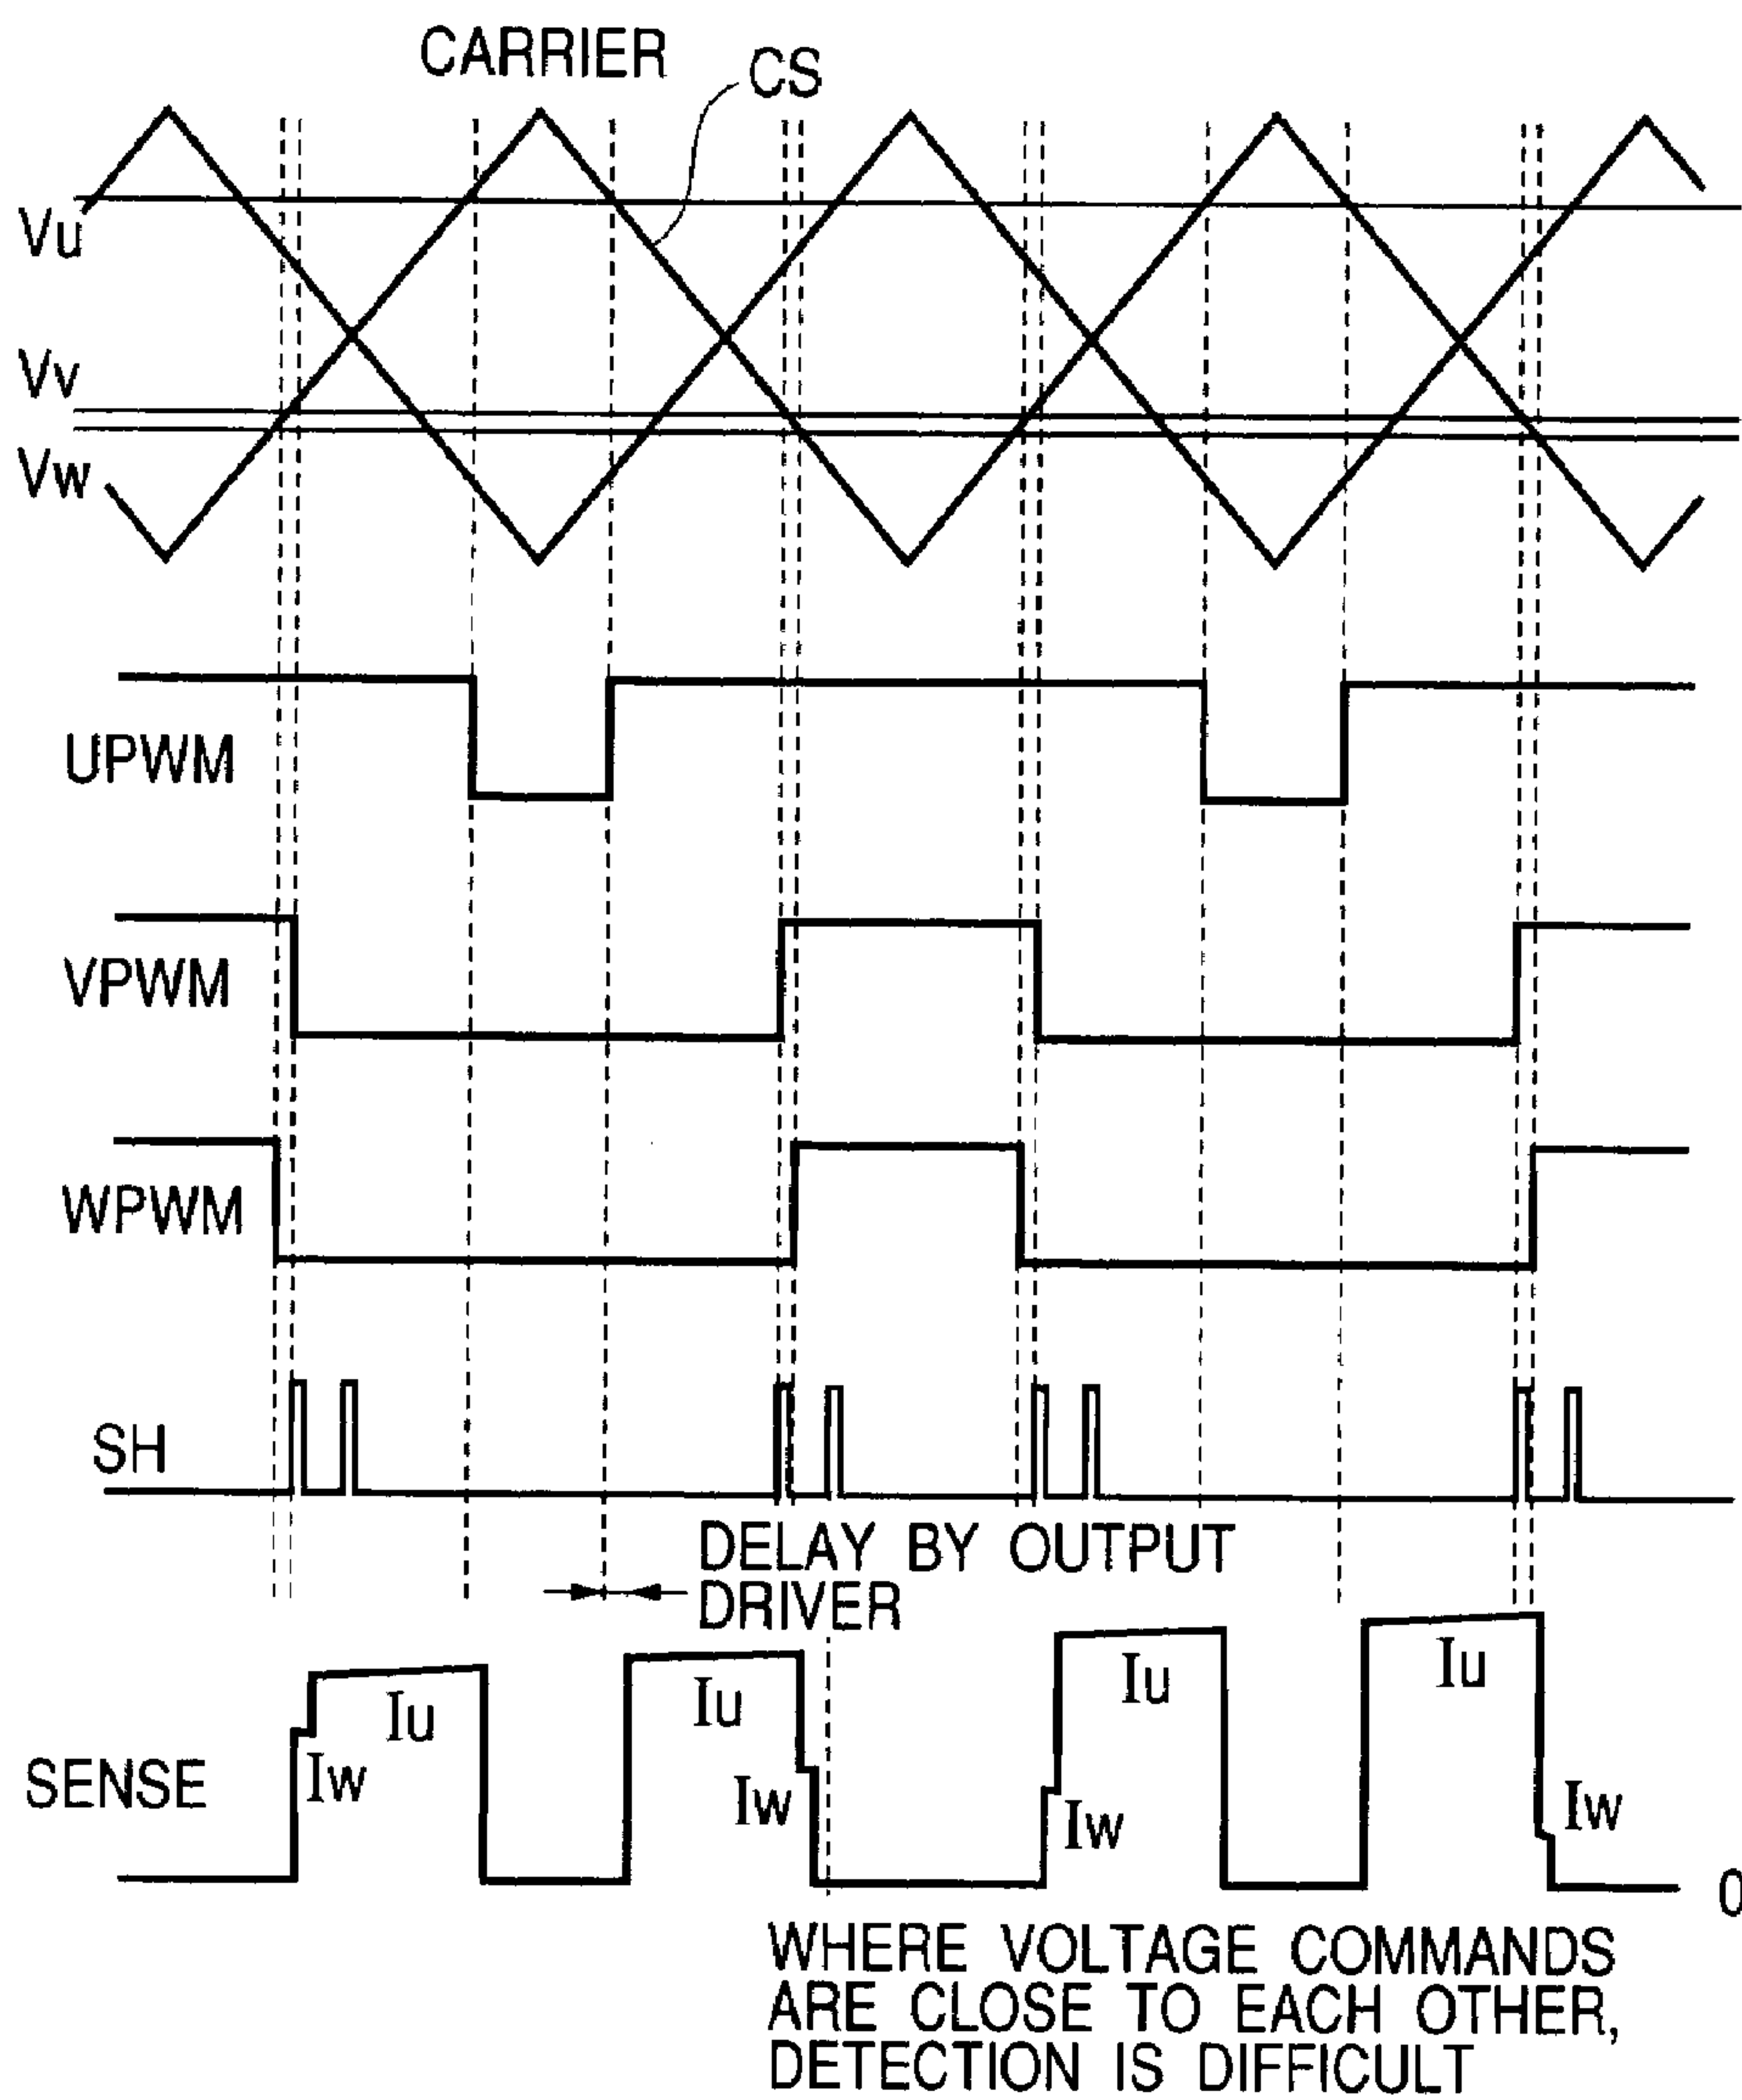 CARRIER
CS
Vu
Vv
Vw
UPWM
VPWM
WPWM
SH
DELAY BY OUTPUT
DRIVER
Iu
Iu
Iu
Iu
SENSE
Iw
Iw
Iw
Iw
0
WHERE VOLTAGE COMMANDS
ARE CLOSE TO EACH OTHER,
DETECTION IS DIFFICULT